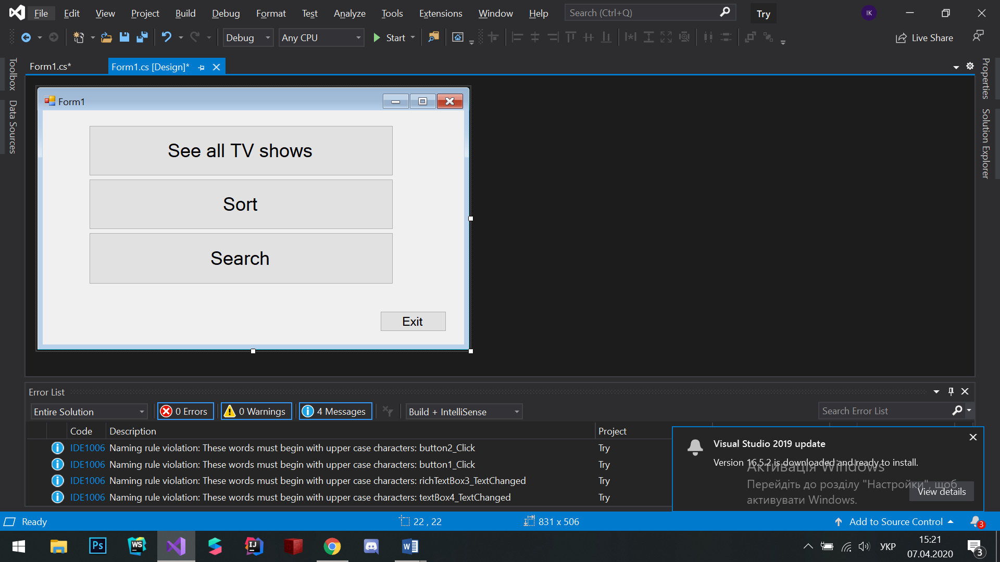 File Edit View Project Build Debug Format Test Analyze Tools Extensions Window Help Search (Ctrl+Q) Try IK
Debug Any CPU Start Live Share
Form1.cs* Form1.cs [Design]*
Toolbox
Data Sources
Properties
Solution Explorer
Form1
See all TV shows
Sort
Search
Exit
Error List
Entire Solution 0 Errors 0 Warnings 4 Messages Build + IntelliSense Search Error List
Code Description Project
IDE1006 Naming rule violation: These words must begin with upper case characters: button2_Click Try
IDE1006 Naming rule violation: These words must begin with upper case characters: button1_Click Try
IDE1006 Naming rule violation: These words must begin with upper case characters: richTextBox3_TextChanged Try
IDE1006 Naming rule violation: These words must begin with upper case characters: textBox4_TextChanged Try
Visual Studio 2019 update
Version 16.5.2 is downloaded and ready to install.
View details
Активація Windows
Перейдіть до розділу "Настройки", щоб
активувати Windows.
Ready 22 , 22 831 x 506 Add to Source Control 3
Ps WS IJ W УКР 15:21
07.04.2020 3